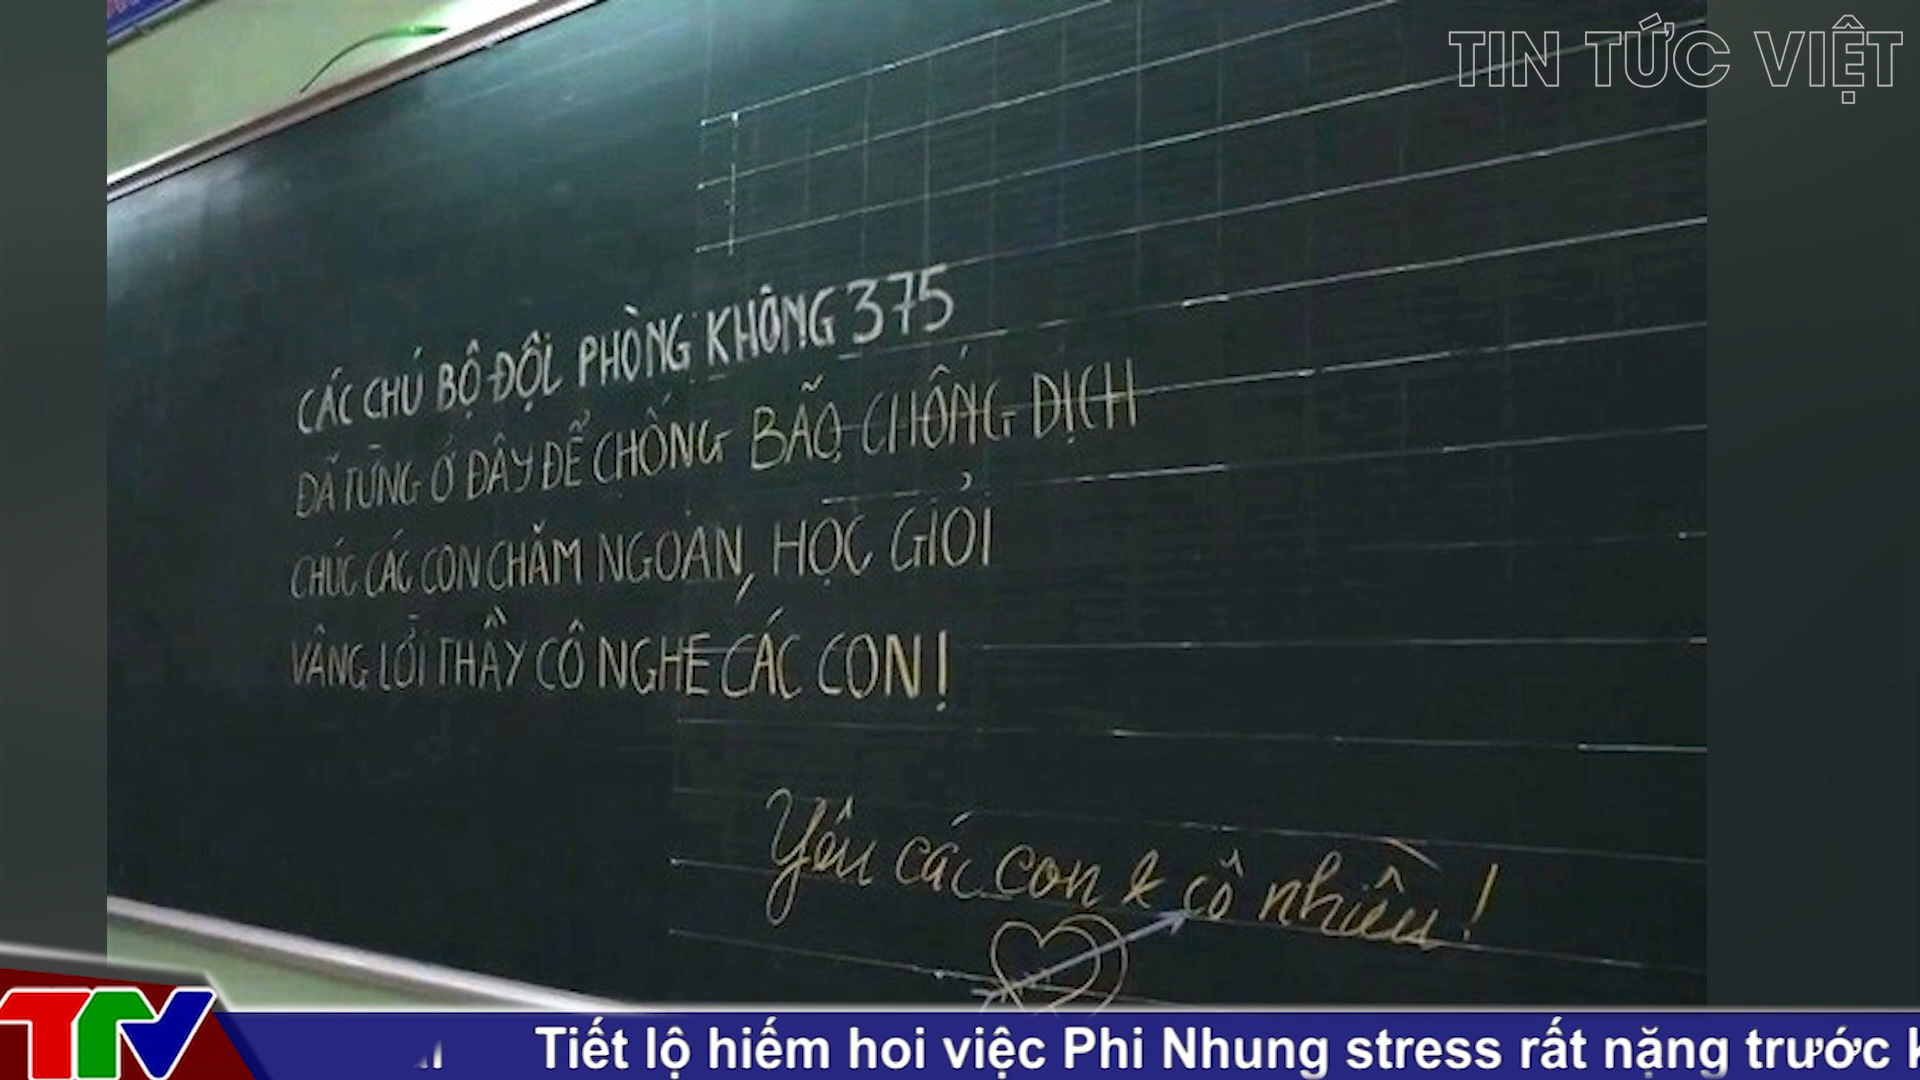 TIN TỨC VIỆT
CÁC CHÚ BỘ ĐỘI PHÒNG KHÔNG 375
ĐÃ TỪNG Ở ĐÂY ĐỂ CHỐNG BÃO, CHỐNG DỊCH
CHÚC CÁC CON CHĂM NGOAN, HỌC GIỎI
VÂNG LỜI THẦY CÔ NGHE CÁC CON!
Yêu các con & cô nhiều!
TTV
Tiết lộ hiếm hoi việc Phi Nhung stress rất nặng trước